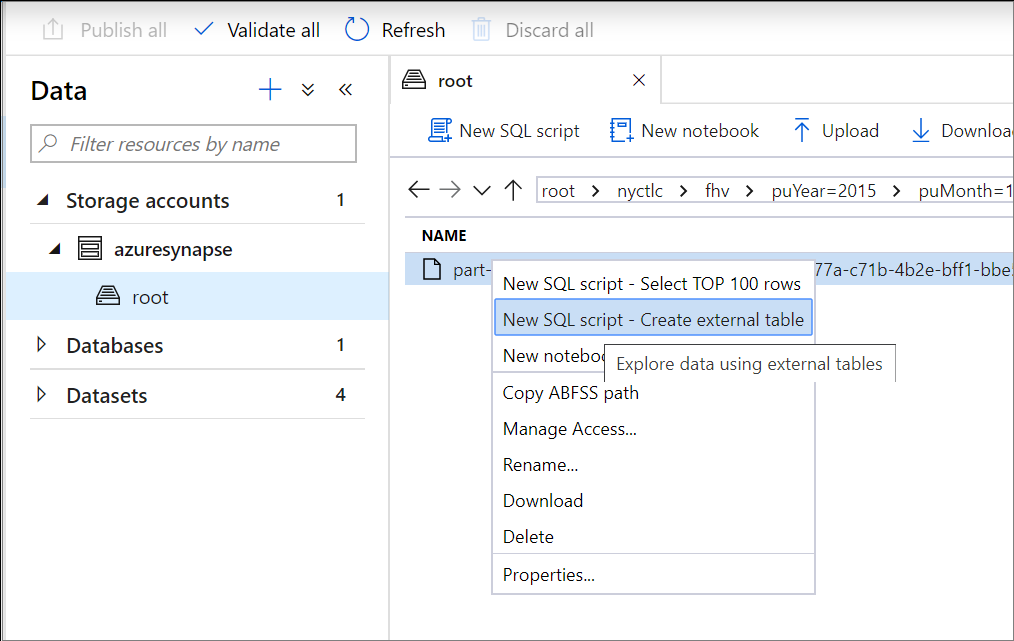 Publish all Validate all Refresh Discard all
Data
Filter resources by name
Storage accounts 1
azuresynapse
root
Databases 1
Datasets 4
root
New SQL script New notebook Upload Downloa
root > nyctlc > fhv > puYear=2015 > puMonth=1
NAME
part- 77a-c71b-4b2e-bff1-bbe
New SQL script - Select TOP 100 rows
New SQL script - Create external table
New notebo
Explore data using external tables
Copy ABFSS path
Manage Access...
Rename...
Download
Delete
Properties...